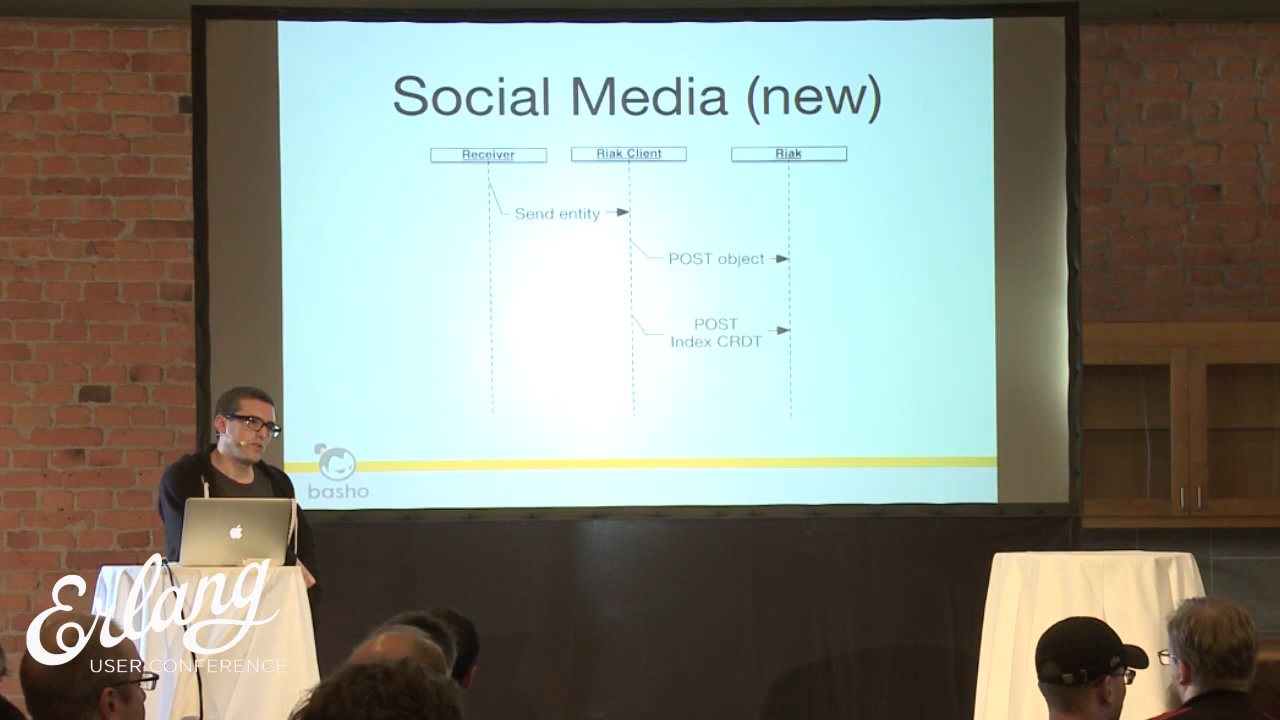 Social Media (new)
Receiver
Riak Client
Riak
Send entity
POST object
POST
Index CRDT
basho
Erlang
USER CONFERENCE